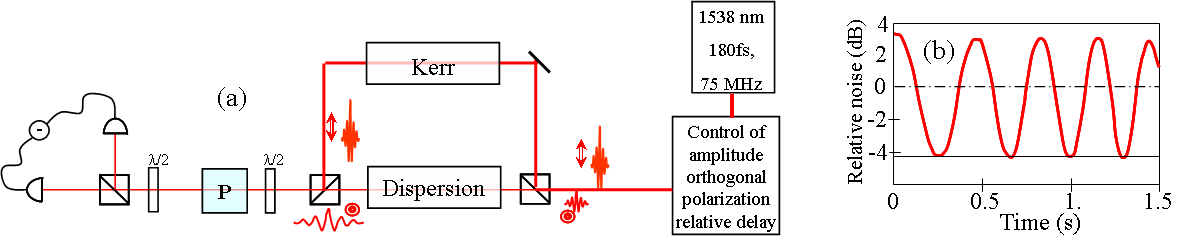 (a)
Kerr
Dispersion
-
λ/2
P
λ/2
1538 nm
180fs,
75 MHz
Control of
amplitude
orthogonal
polarization
relative delay
(b)
Relative noise (dB)
4
2
0
-2
-4
0
0.5
1.0
1.5
Time (s)